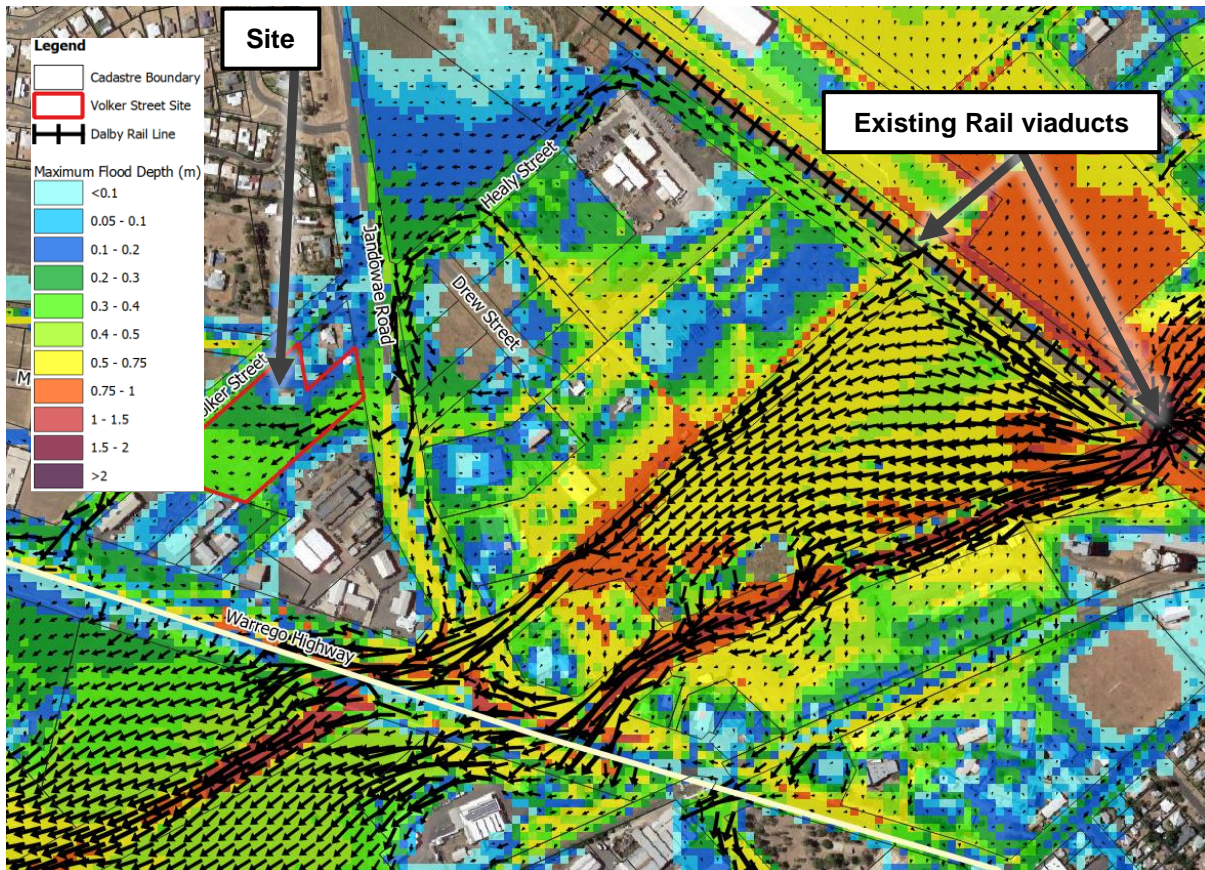 Site
Legend
Cadastre Boundary
Volker Street Site
Dalby Rail Line
Maximum Flood Depth (m)
<0.1
0.05 - 0.1
0.1 - 0.2
0.2 - 0.3
0.3 - 0.4
0.4 - 0.5
0.5 - 0.75
0.75 - 1
1 - 1.5
1.5 - 2
>2
Existing Rail viaducts
Healy Street
Jandowae Road
Drew Street
olker Street
M
Warrego Highway